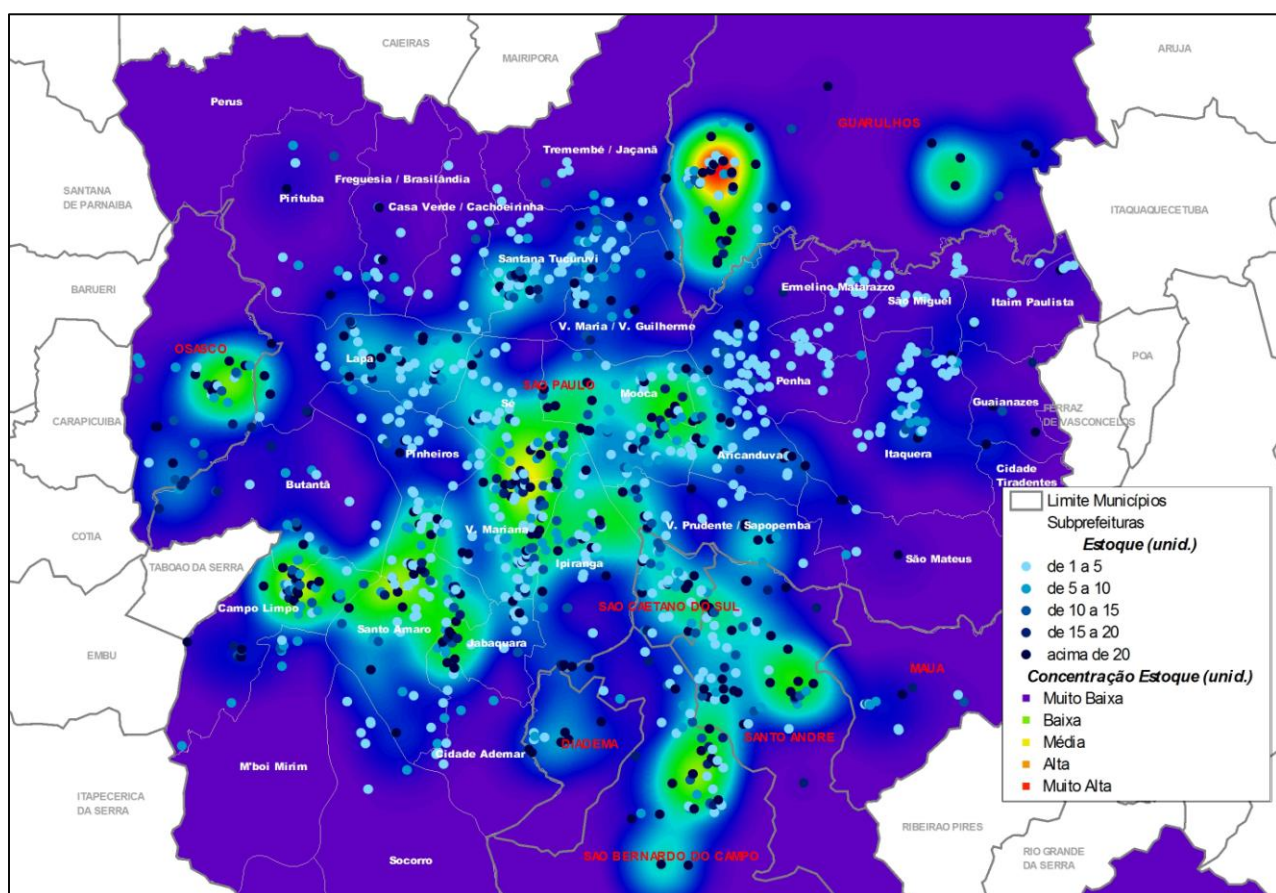 CAIEIRAS
MAIRIPORA
ARUJA
Perus
GUARULHOS
Tremembé / Jaçanã
Freguesia / Brasilândia
SANTANA
DE PARNAIBA
Pirituba
Casa Verde / Cachoeirinha
ITAQUAQUECETUBA
Santana Tucuruvi
Ermelino Matarazzo
BARUERI
São Miguel
Itaim Paulista
V. Maria / V. Guilherme
OSASCO
Lapa
POA
SAO PAULO
Penha
Mooca
Sé
Guaianazes
CARAPICUIBA
FERRAZ
DE VASCONCELOS
Pinheiros
Aricanduva
Itaquera
Cidade
Tiradentes
Butantã
COTIA
V. Mariana
V. Prudente / Sapopemba
São Mateus
Ipiranga
TABOAO DA SERRA
Campo Limpo
SAO CAETANO DO SUL
Santo Amaro
Jabaquara
EMBU
MAUA
SANTO ANDRE
DIADEMA
Cidade Ademar
M'boi Mirim
ITAPECERICA
DA SERRA
RIBEIRAO PIRES
SAO BERNARDO DO CAMPO
Socorro
RIO GRANDE
DA SERRA
Limite Municípios
Subprefeituras
Estoque (unid.)
de 1 a 5
de 5 a 10
de 10 a 15
de 15 a 20
acima de 20
Concentração Estoque (unid.)
Muito Baixa
Baixa
Média
Alta
Muito Alta